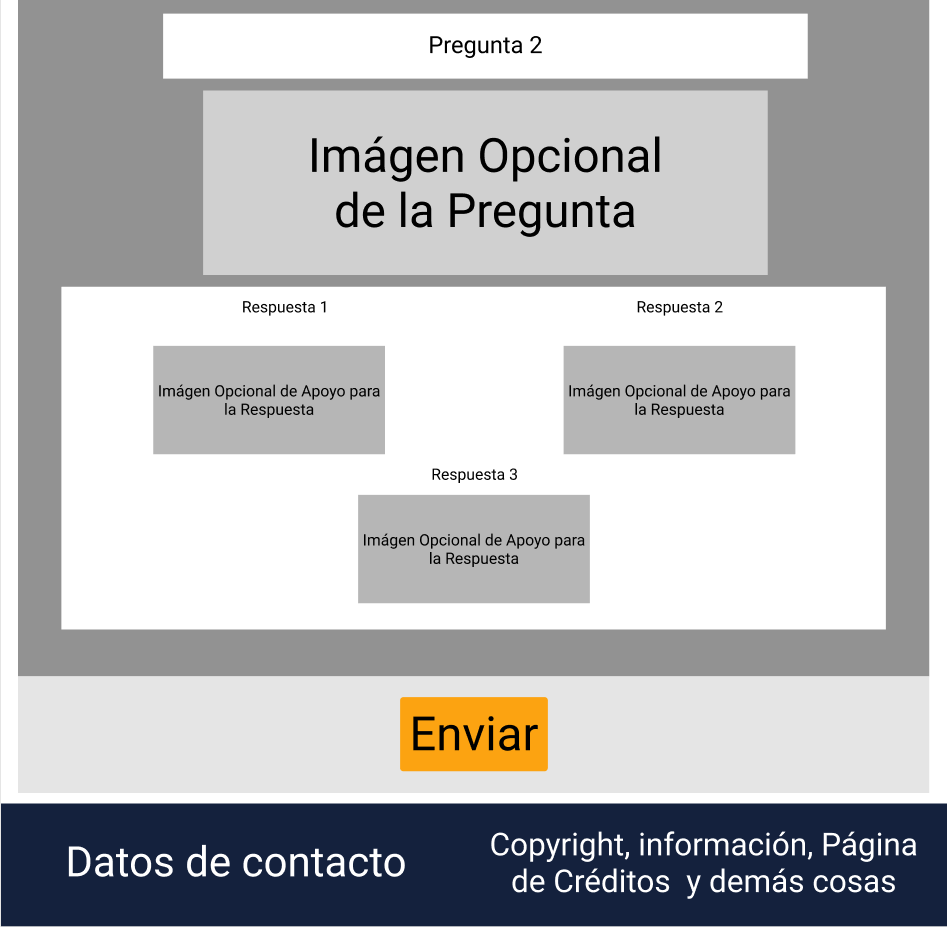 Pregunta 2
Imágen Opcional
de la Pregunta
Respuesta 1
Respuesta 2
Imágen Opcional de Apoyo para
la Respuesta
Imágen Opcional de Apoyo para
la Respuesta
Respuesta 3
Imágen Opcional de Apoyo para
la Respuesta
Enviar
Datos de contacto
Copyright, información, Página
de Créditos  y demás cosas